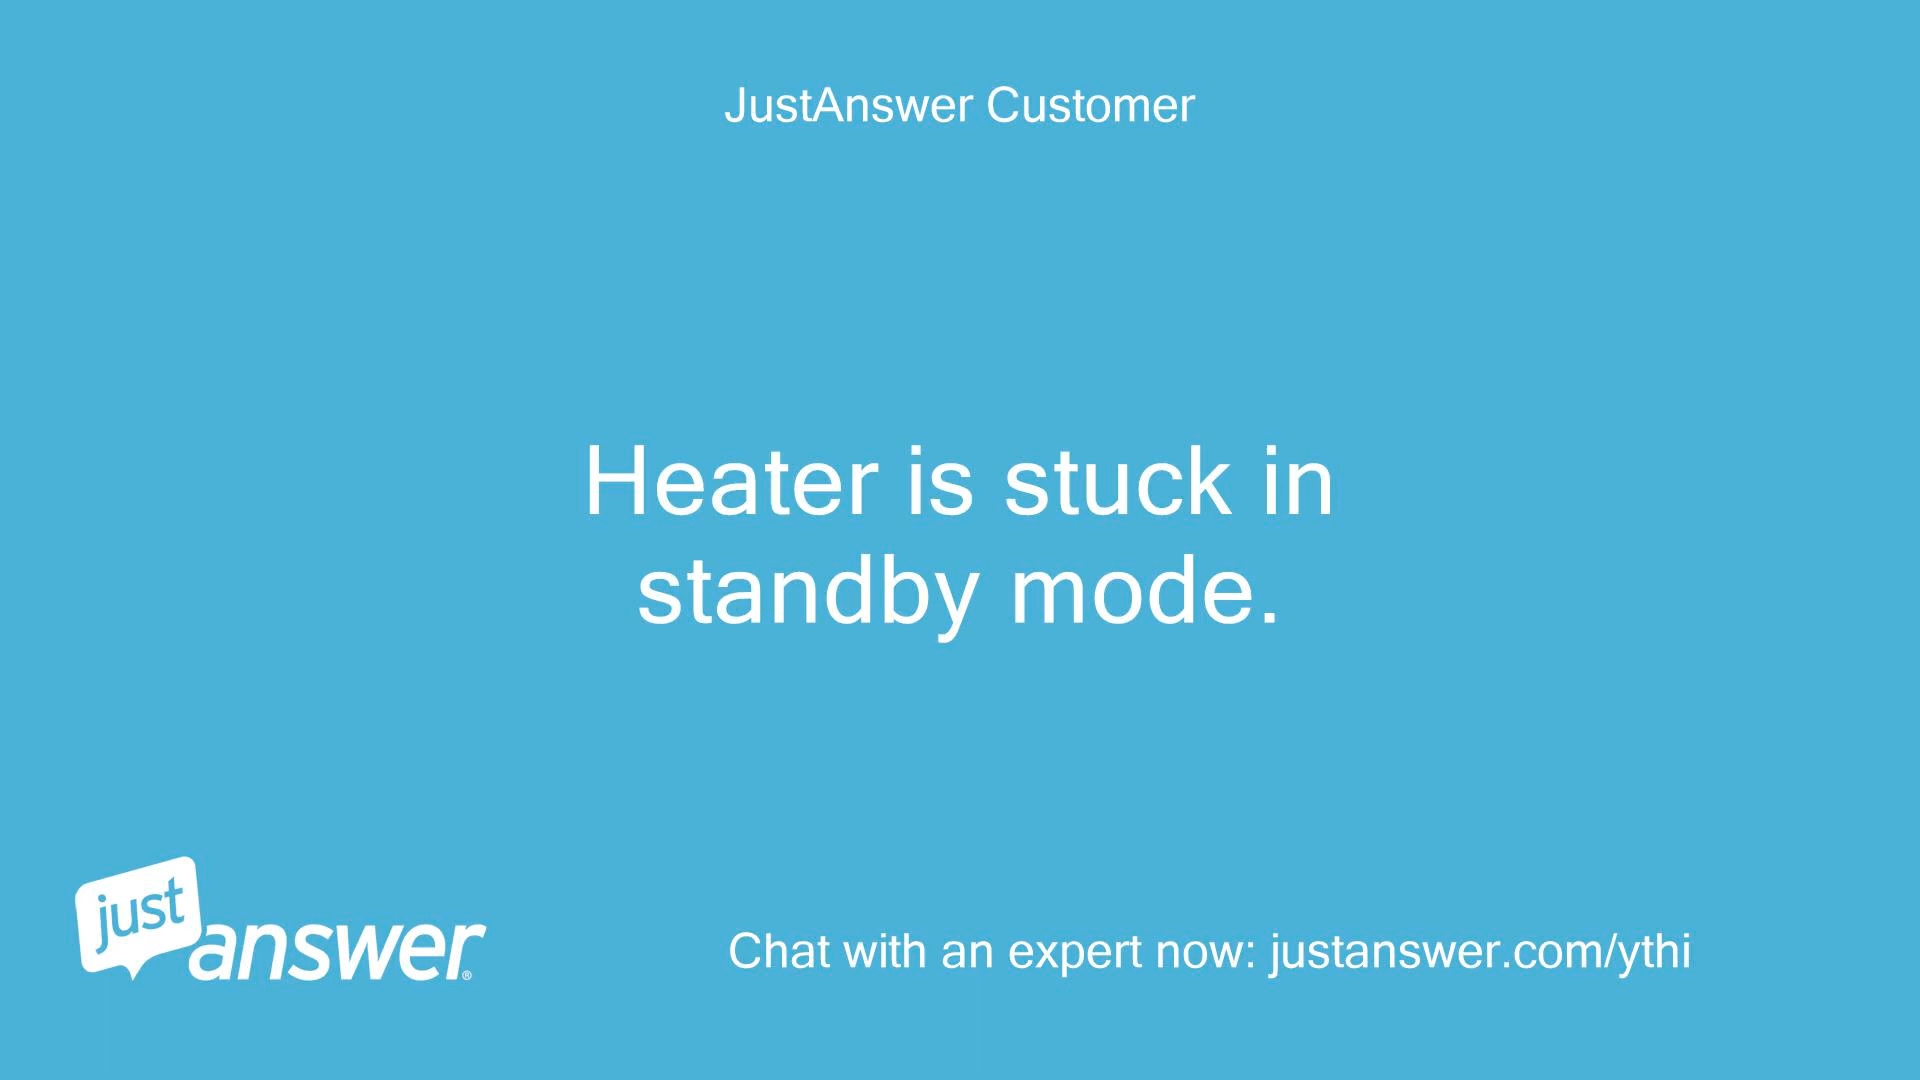 JustAnswer Customer
Heater is stuck in
standby mode.
just
answer®
Chat with an expert now: justanswer.com/ythi